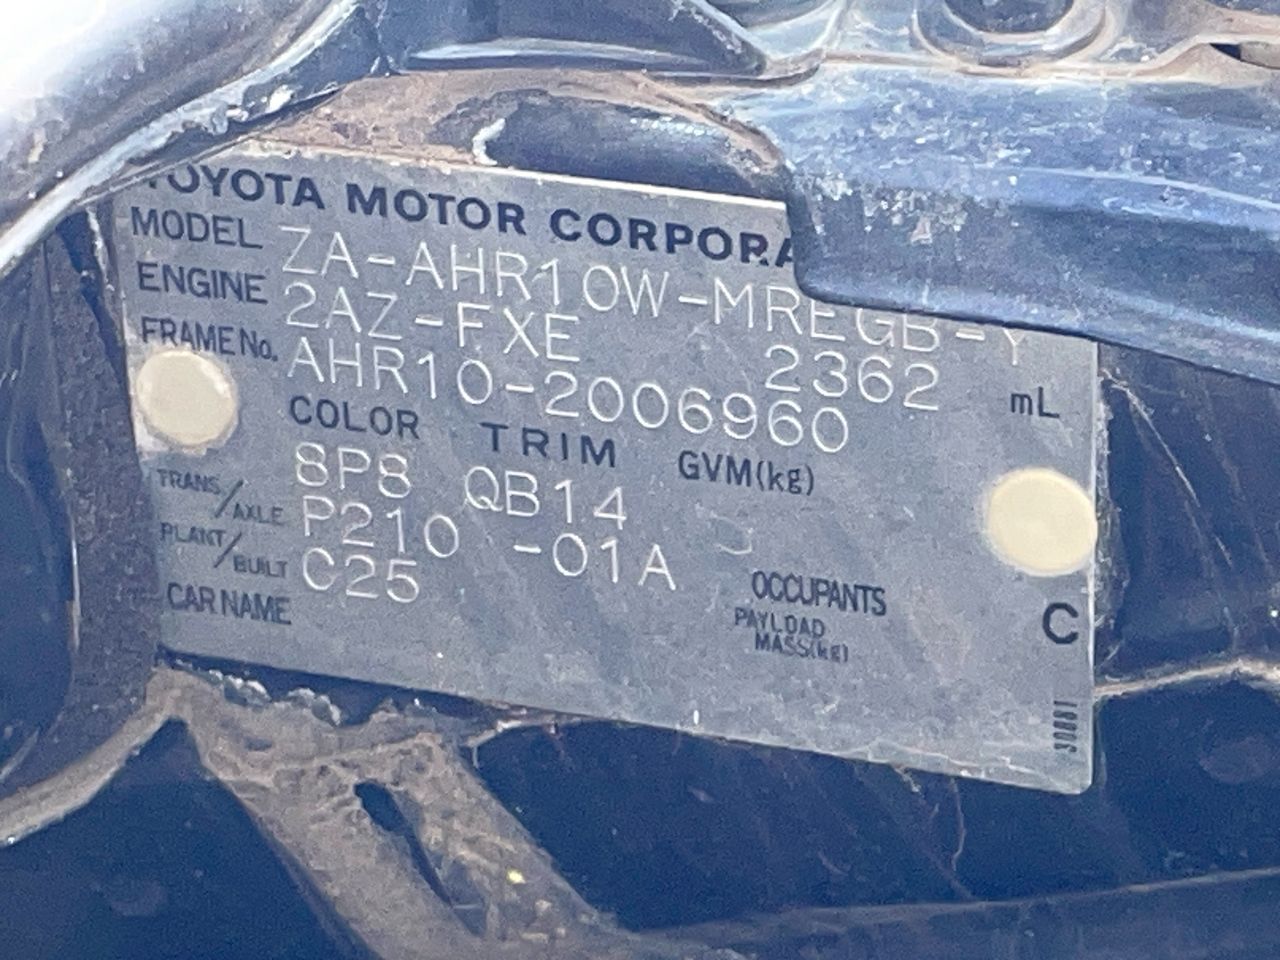 TOYOTA MOTOR CORPORA
MODEL ZA-AHR10W-MREGB-Y
ENGINE 2AZ-FXE 2362 mL
FRAME No. AHR10-2006960
COLOR TRIM GVM(kg)
8P8 QB14
TRANS/AXLE P210 -01A
PLANT/BUILT C25
OCCUPANTS
CAR NAME
PAYLOAD
MASS(kg)
C
30881